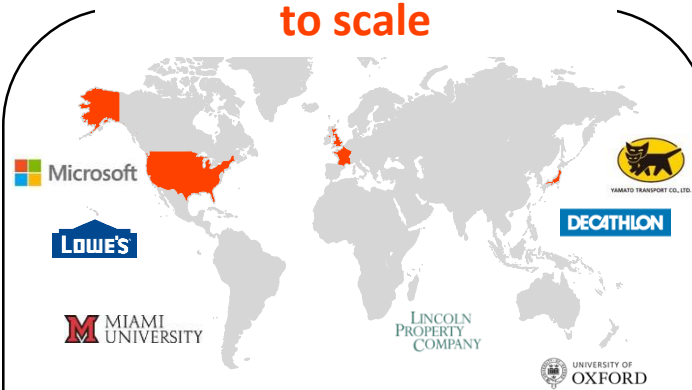 to scale
Microsoft
YAMATO TRANSPORT CO., LTD.
DECATHLON
LOWE'S
M MIAMI
UNIVERSITY
LINCOLN
PROPERTY
COMPANY
UNIVERSITY OF
OXFORD